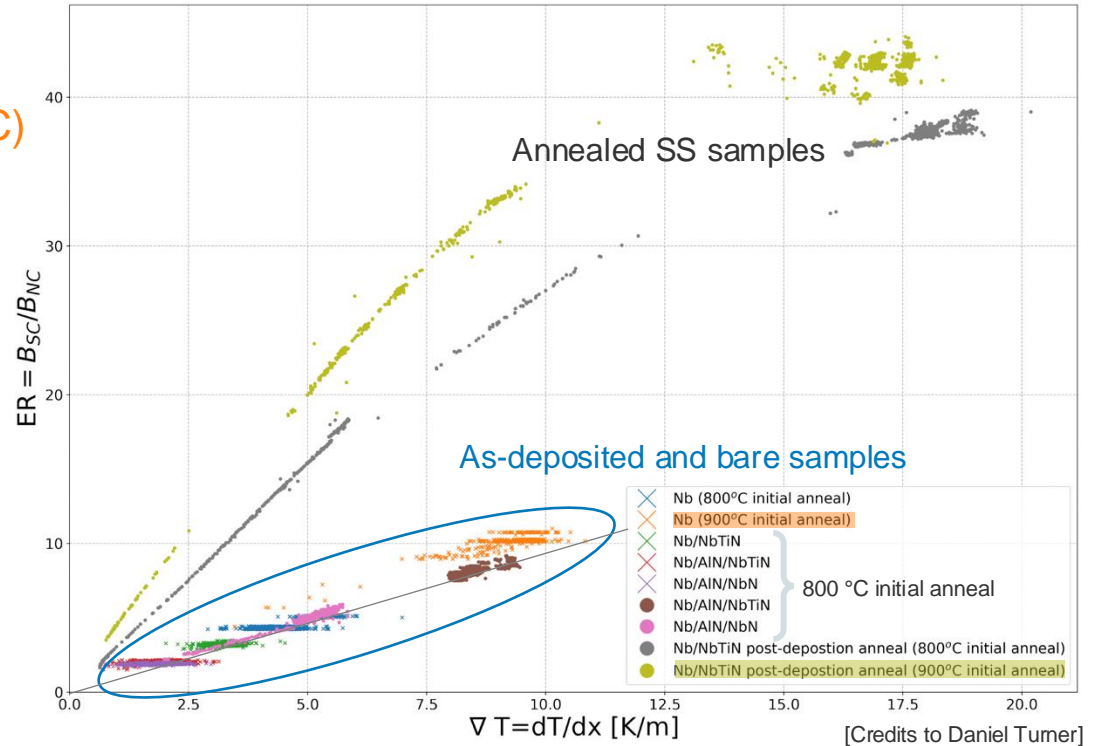 C)
Annealed SS samples
As-deposited and bare samples
Nb (800°C initial anneal)
Nb (900°C initial anneal)
Nb/NbTiN
Nb/AlN/NbTiN
Nb/AlN/NbN
Nb/AlN/NbTiN
Nb/AlN/NbN
Nb/NbTiN post-depostion anneal (800°C initial anneal)
Nb/NbTiN post-depostion anneal (900°C initial anneal)
800 °C initial anneal
ER = B_SC/B_NC
40
30
20
10
0
0.0 2.5 5.0 7.5 10.0 12.5 15.0 17.5 20.0
∇ T=dT/dx [K/m]
[Credits to Daniel Turner]